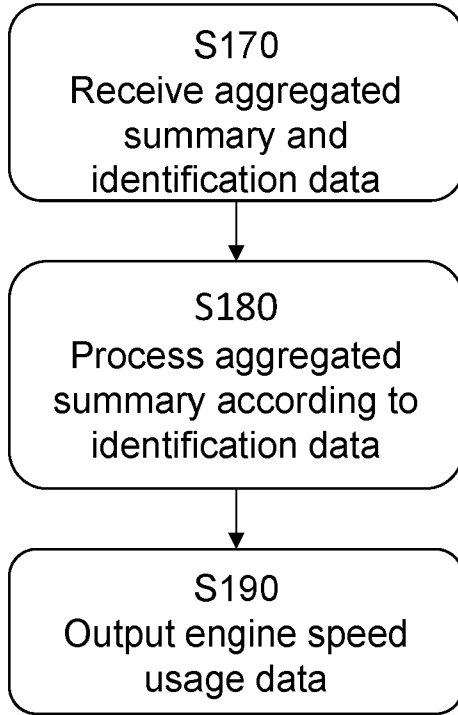 S170
Receive aggregated
summary and
identification data
S180
Process aggregated
summary according to
identification data
S190
Output engine speed
usage data